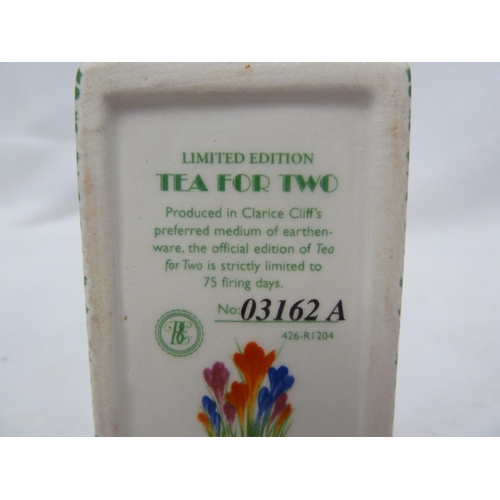 LIMITED EDITION
TEA FOR TWO
Produced in Clarice Cliff's
preferred medium of earthen-
ware, the official edition of Tea
for Two is strictly limited to
75 firing days.
No: 03162 A
426-R1204